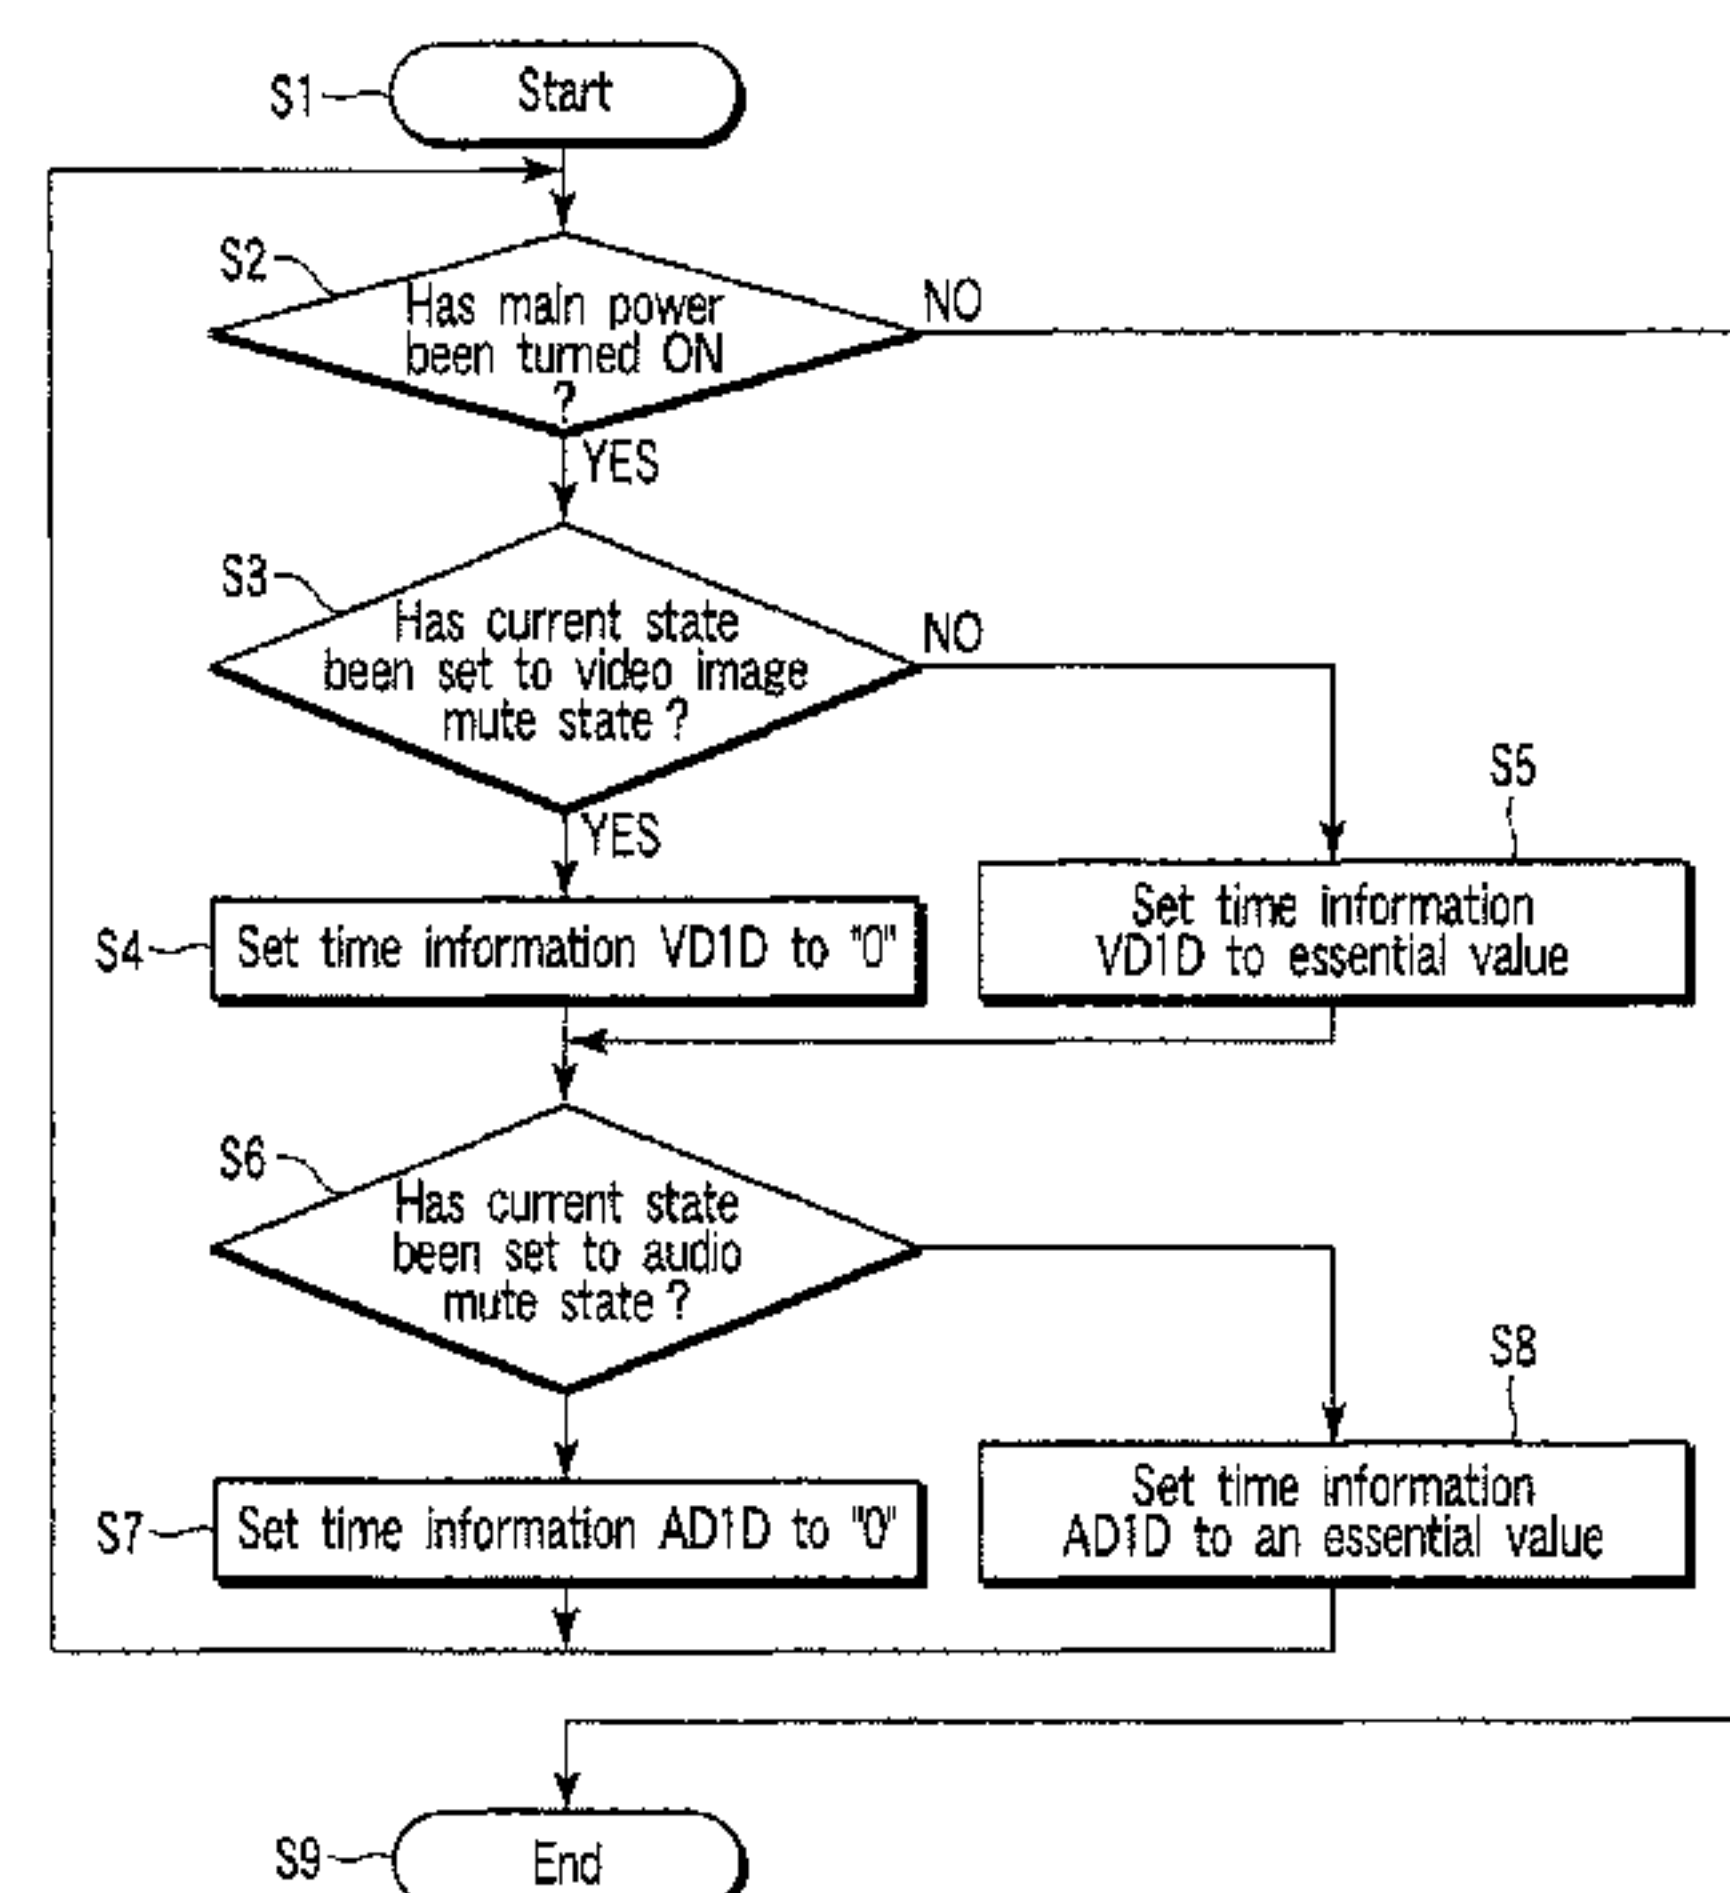 S1
Start
S2
Has main power
been turned ON
?
NO
YES
S3
Has current state
been set to video image
mute state?
NO
YES
S5
Set time information
VD1D to essential value
S4
Set time information VD1D to "0"
S6
Has current state
been set to audio
mute state?
S8
Set time information
AD1D to an essential value
S7
Set time information AD1D to "0"
S9
End